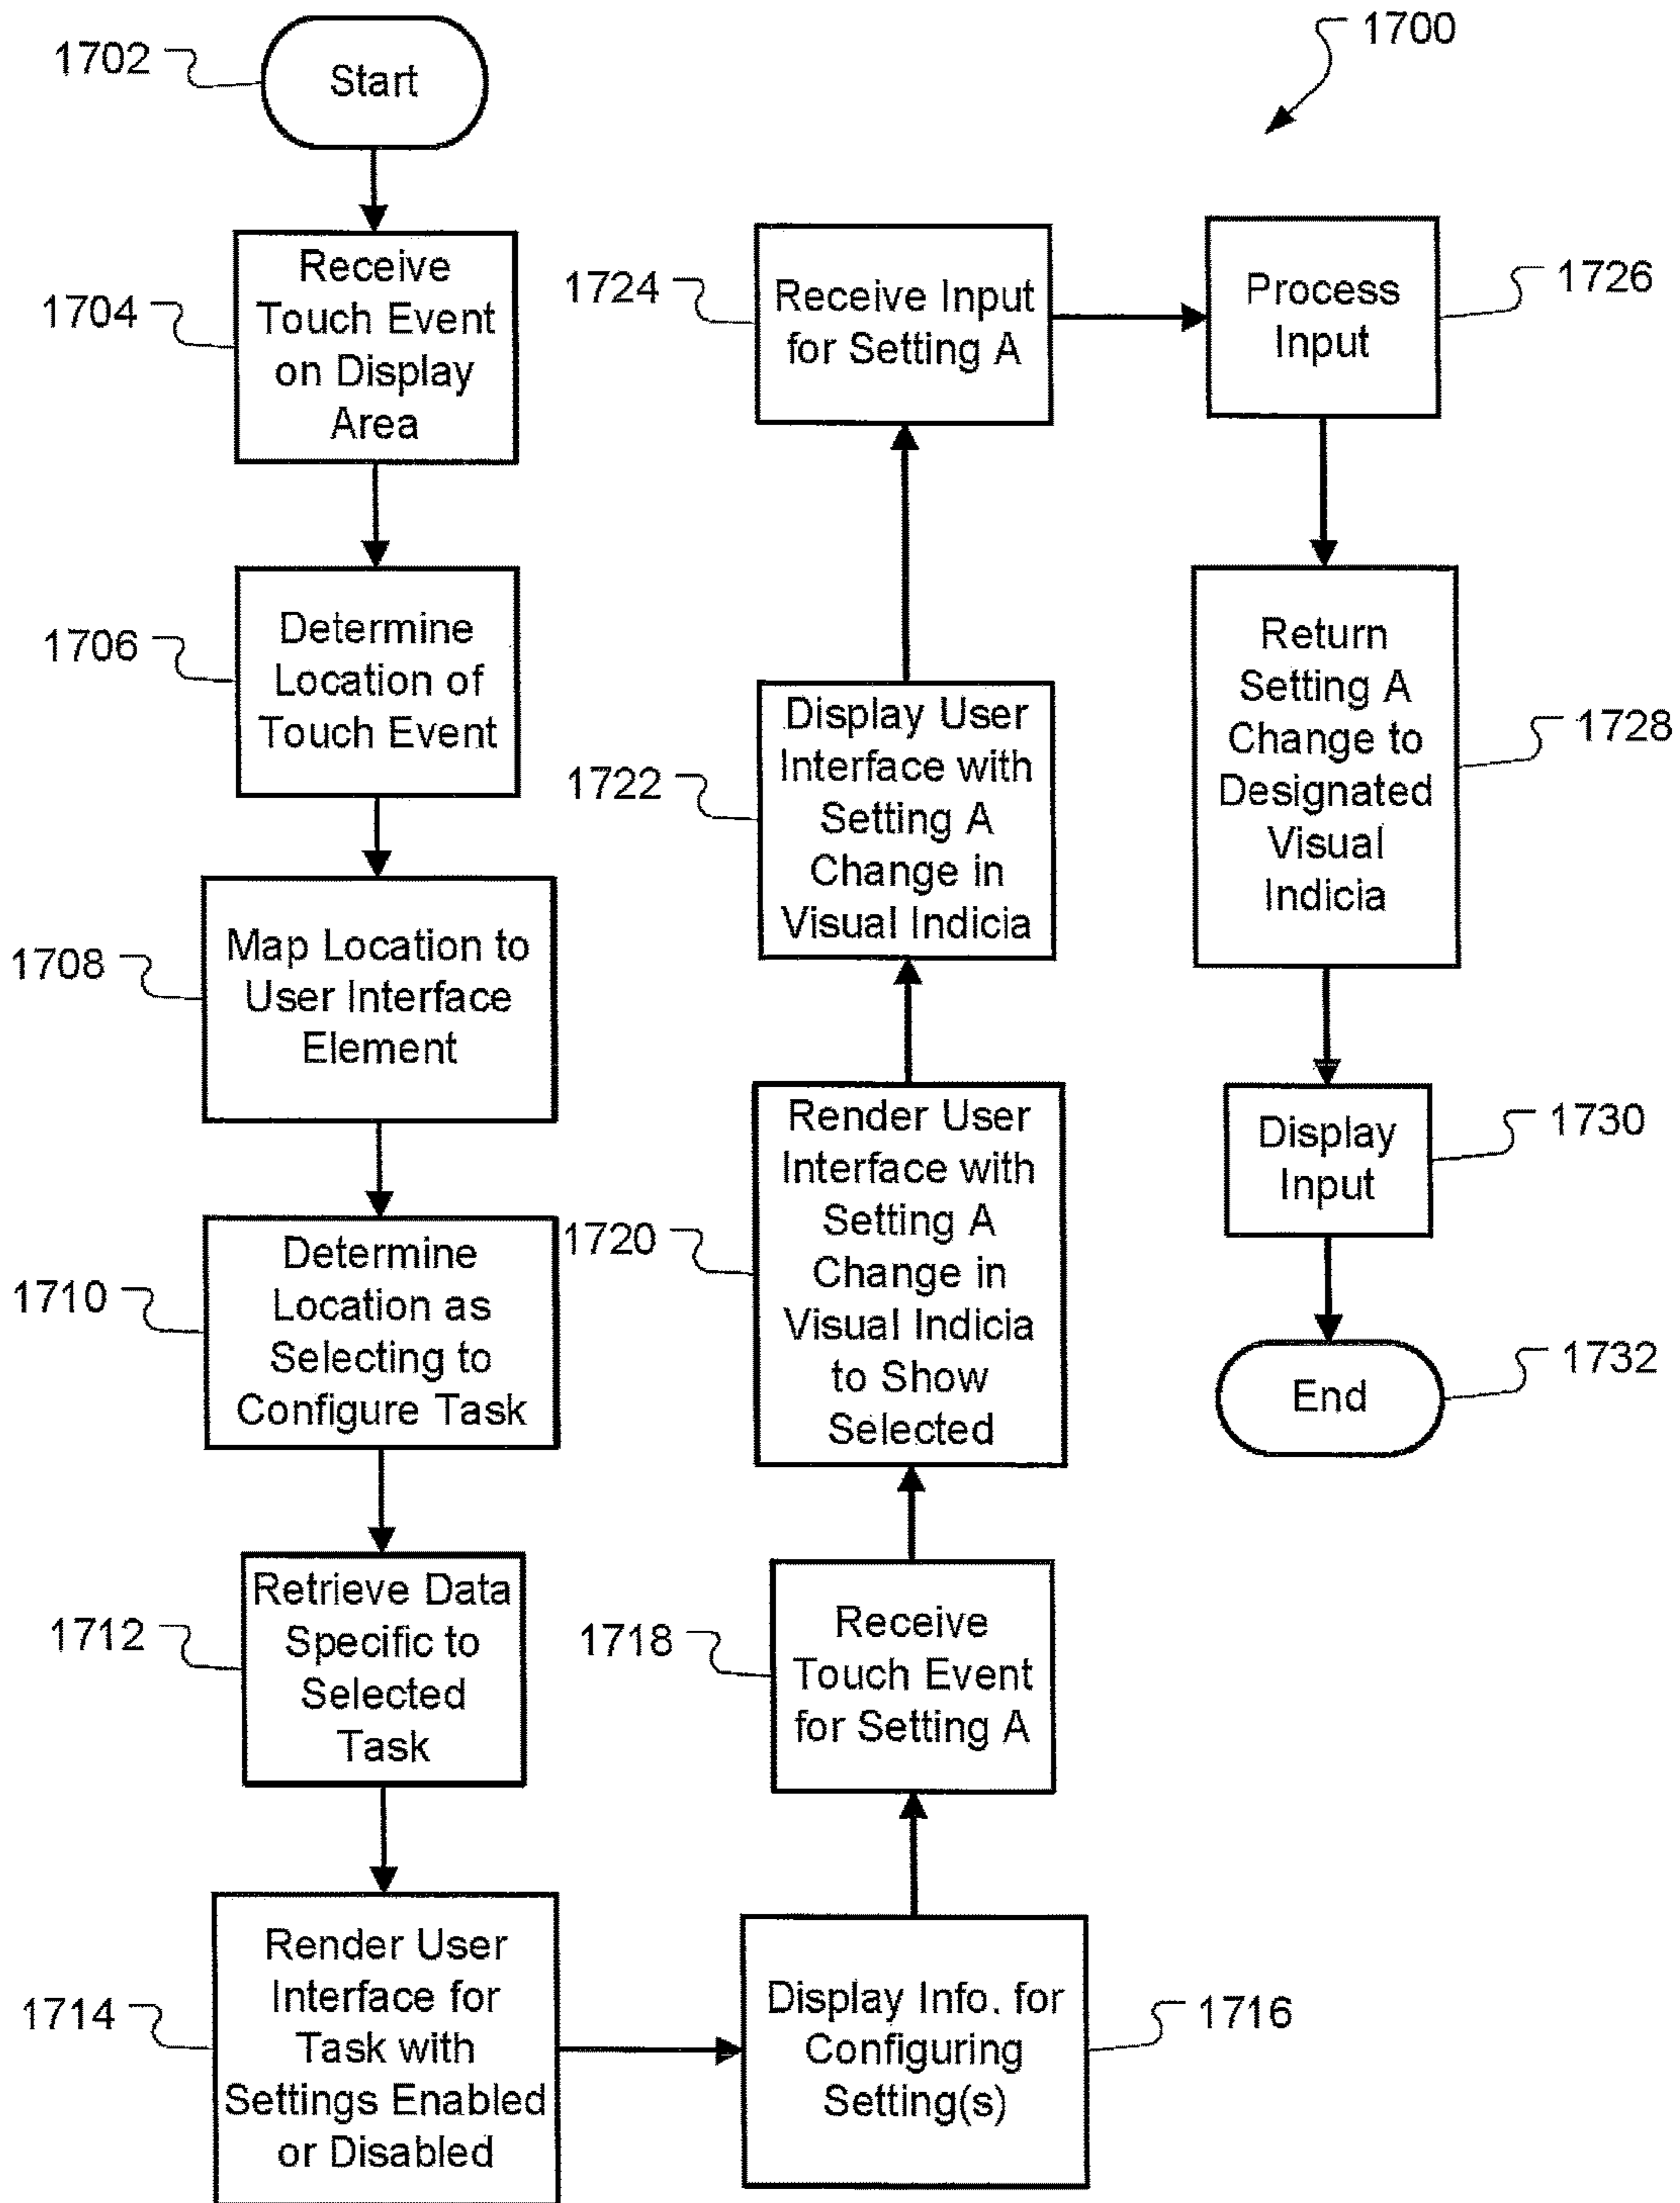 1700
1702
Start
1704
Receive
Touch Event
on Display
Area
1706
Determine
Location of
Touch Event
1708
Map Location to
User Interface
Element
1710
Determine
Location as
Selecting to
Configure Task
1712
Retrieve Data
Specific to
Selected
Task
1714
Render User
Interface for
Task with
Settings Enabled
or Disabled
1716
Display Info. for
Configuring
Setting(s)
1718
Receive
Touch Event
for Setting A
1720
Render User
Interface with
Setting A
Change in
Visual Indicia
to Show
Selected
1722
Display User
Interface with
Setting A
Change in
Visual Indicia
1724
Receive Input
for Setting A
1726
Process
Input
1728
Return
Setting A
Change to
Designated
Visual
Indicia
1730
Display
Input
1732
End